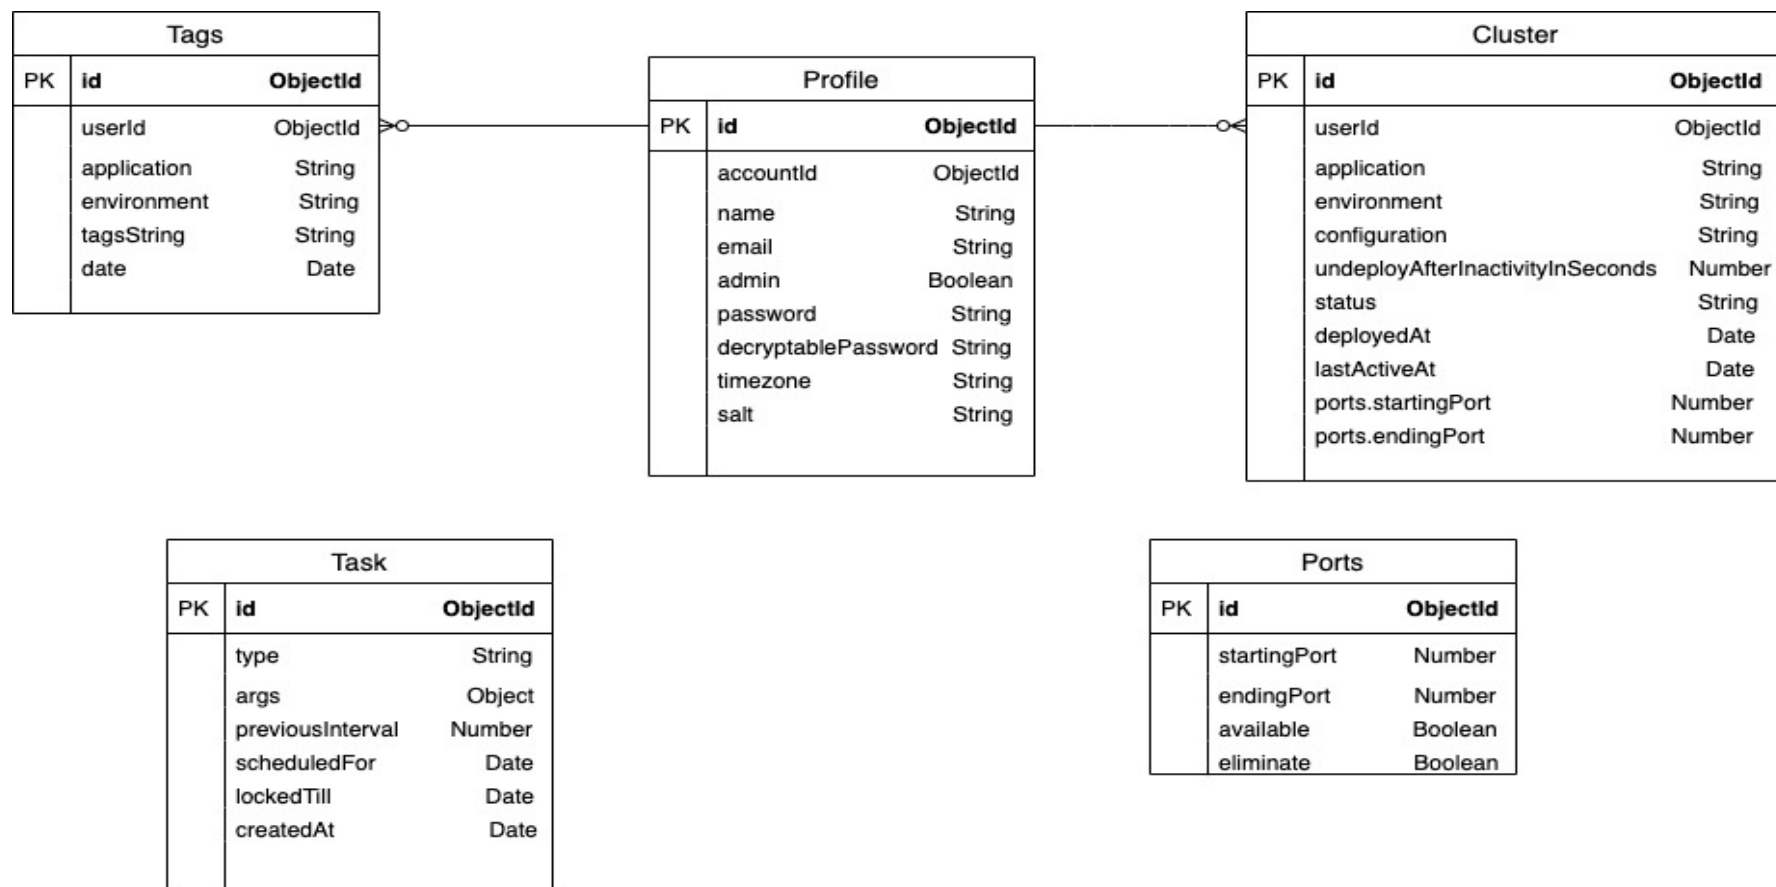 Tags
PK id ObjectId
userId ObjectId
application String
environment String
tagsString String
date Date
Profile
PK id ObjectId
accountId ObjectId
name String
email String
admin Boolean
password String
decryptablePassword String
timezone String
salt String
Cluster
PK id ObjectId
userId ObjectId
application String
environment String
configuration String
undeployAfterInactivityInSeconds Number
status String
deployedAt Date
lastActiveAt Date
ports.startingPort Number
ports.endingPort Number
Task
PK id ObjectId
type String
args Object
previousInterval Number
scheduledFor Date
lockedTill Date
createdAt Date
Ports
PK id ObjectId
startingPort Number
endingPort Number
available Boolean
eliminate Boolean